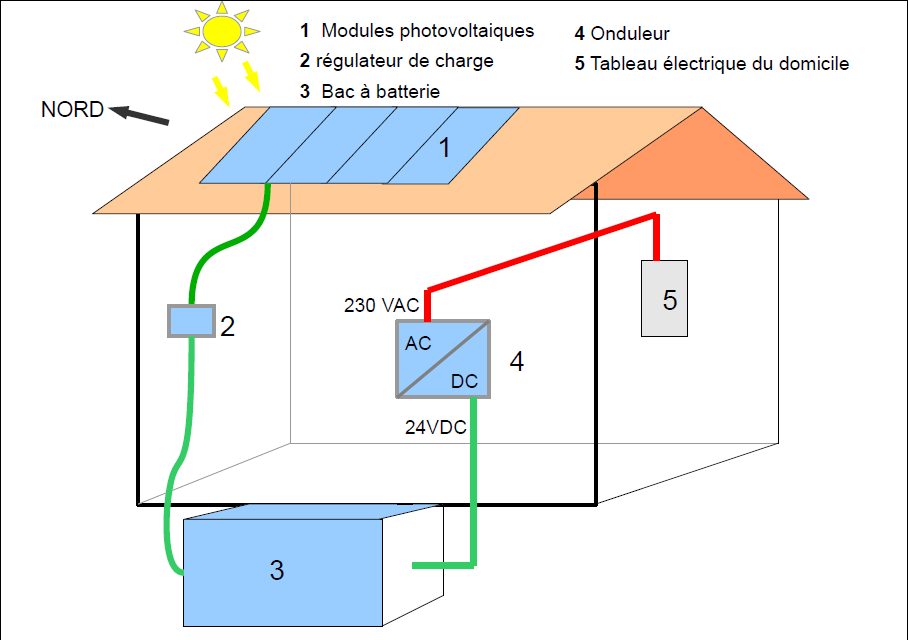 1 Modules photovoltaiques
2 régulateur de charge
3 Bac à batterie
4 Onduleur
5 Tableau électrique du domicile
NORD
1
2
230 VAC
AC
DC
4
5
24VDC
3